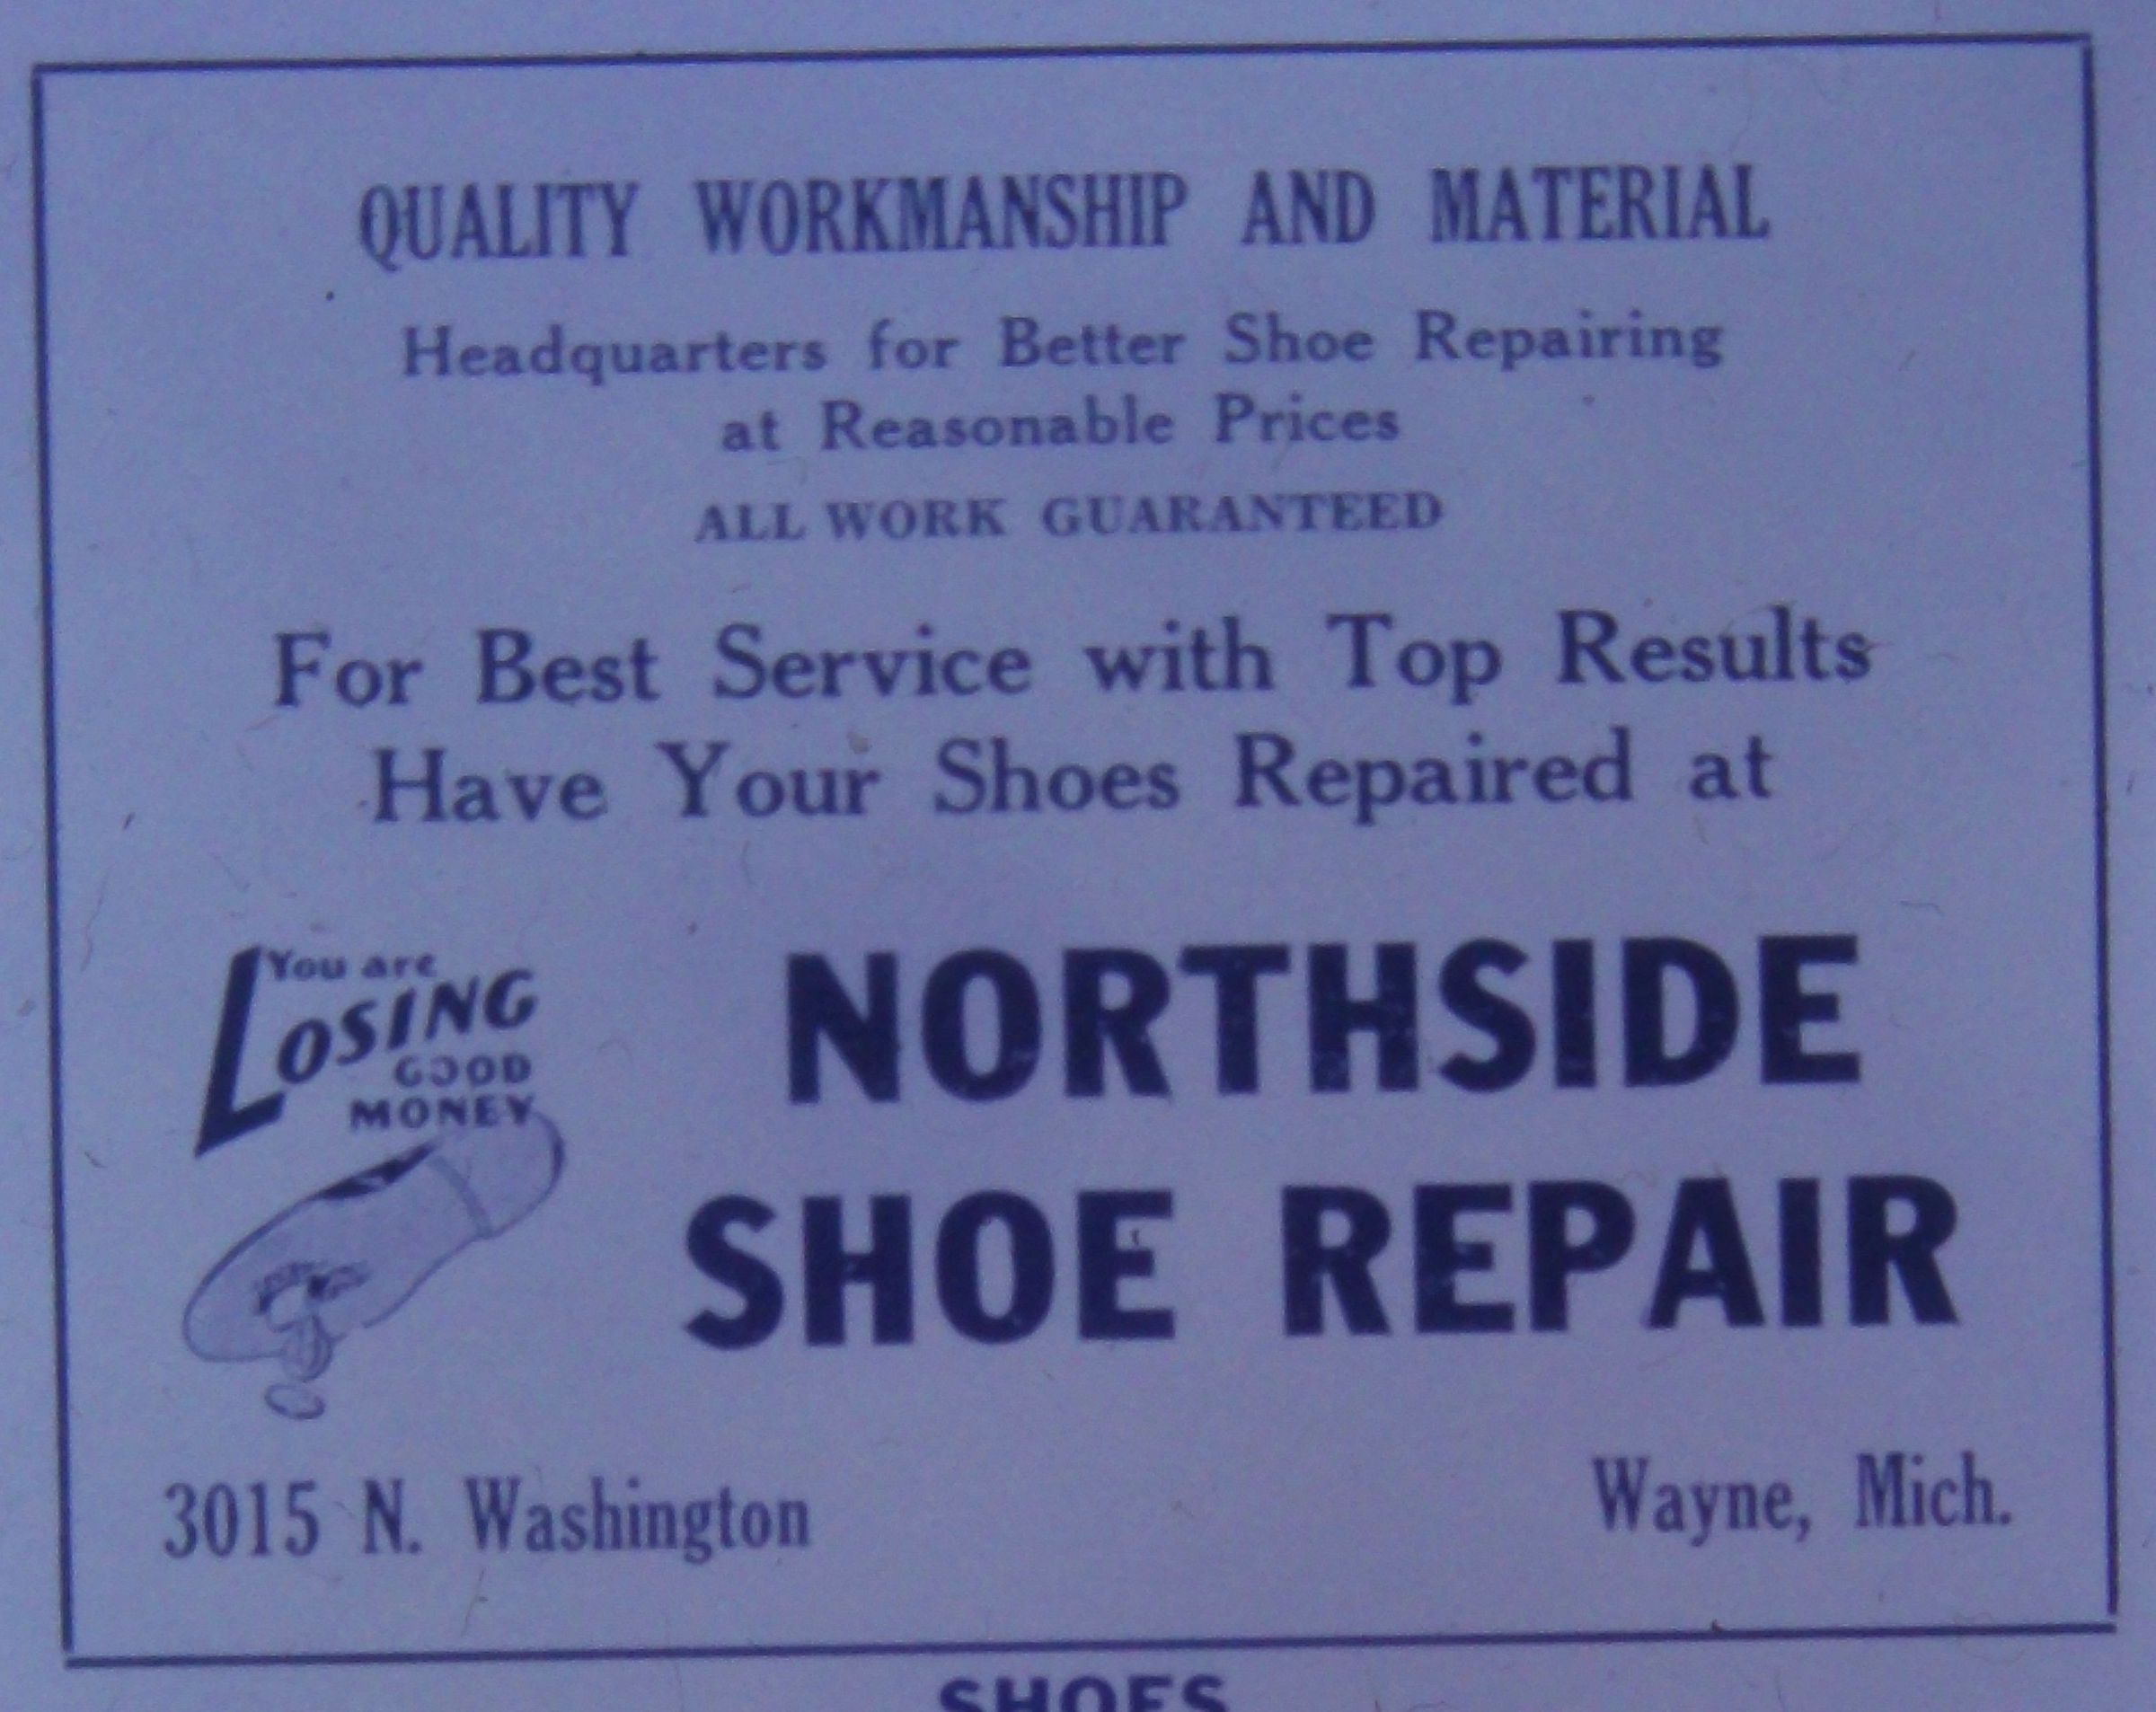 QUALITY WORKMANSHIP AND MATERIAL
Headquarters for Better Shoe Repairing
at Reasonable Prices
ALL WORK GUARANTEED
For Best Service with Top Results
Have Your Shoes Repaired at
You are
LOSING
GOOD
MONEY
NORTHSIDE
SHOE REPAIR
3015 N. Washington
Wayne, Mich.
SHOES